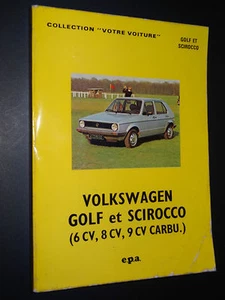 COLLECTION "VOTRE VOITURE"
GOLF ET
SCIROCCO
VOLKSWAGEN
GOLF et SCIROCCO
(6 CV, 8 CV, 9 CV CARBU.)
e.p.a.